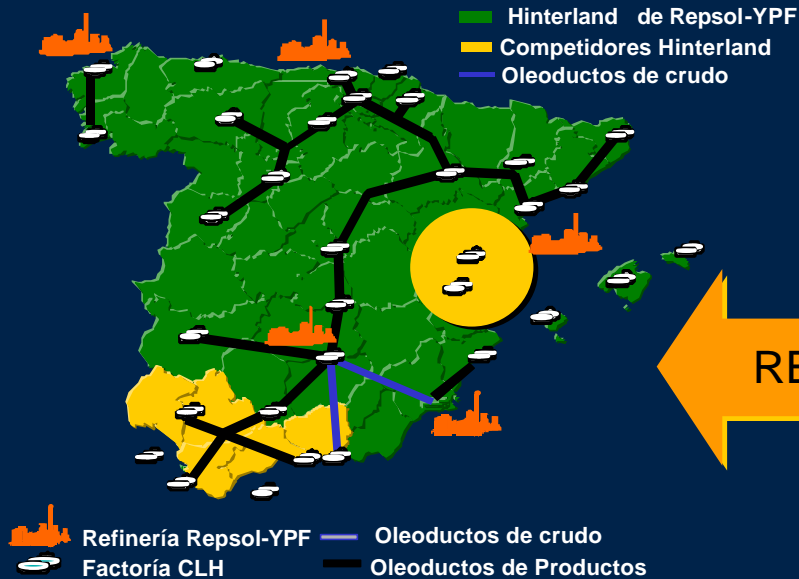 Hinterland de Repsol-YPF
Competidores Hinterland
Oleoductos de crudo
RE
Refinería Repsol-YPF
Oleoductos de crudo
Factoría CLH
Oleoductos de Productos